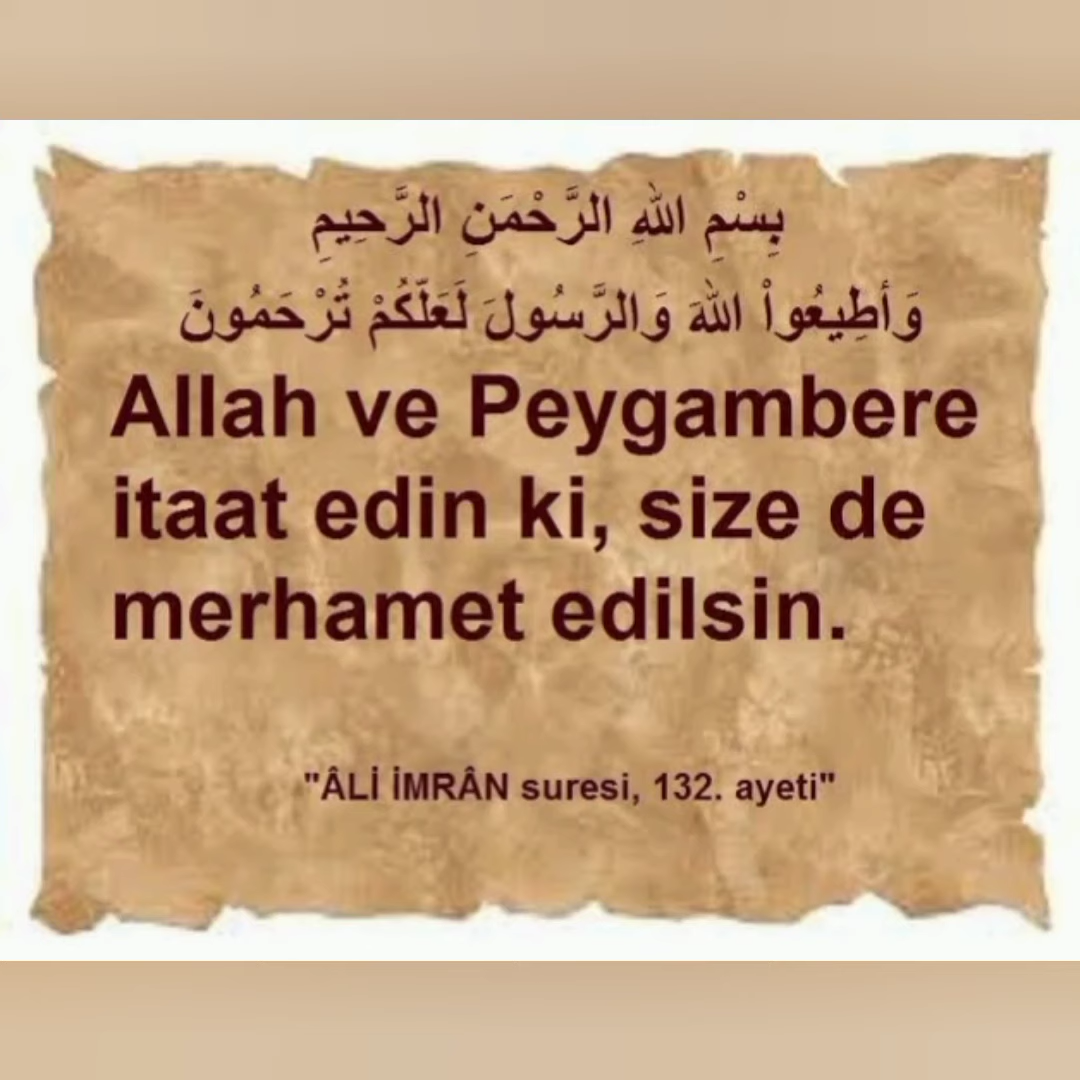 بِسْمِ اللهِ الرَّحْمَنِ الرَّحِيمِ
وَأَطِيعُواْ اللهَ وَالرَّسُولَ لَعَلَّكُمْ تُرْحَمُونَ
Allah ve Peygambere
itaat edin ki, size de
merhamet edilsin.
"ÂLİ İMRÂN suresi, 132. ayeti"